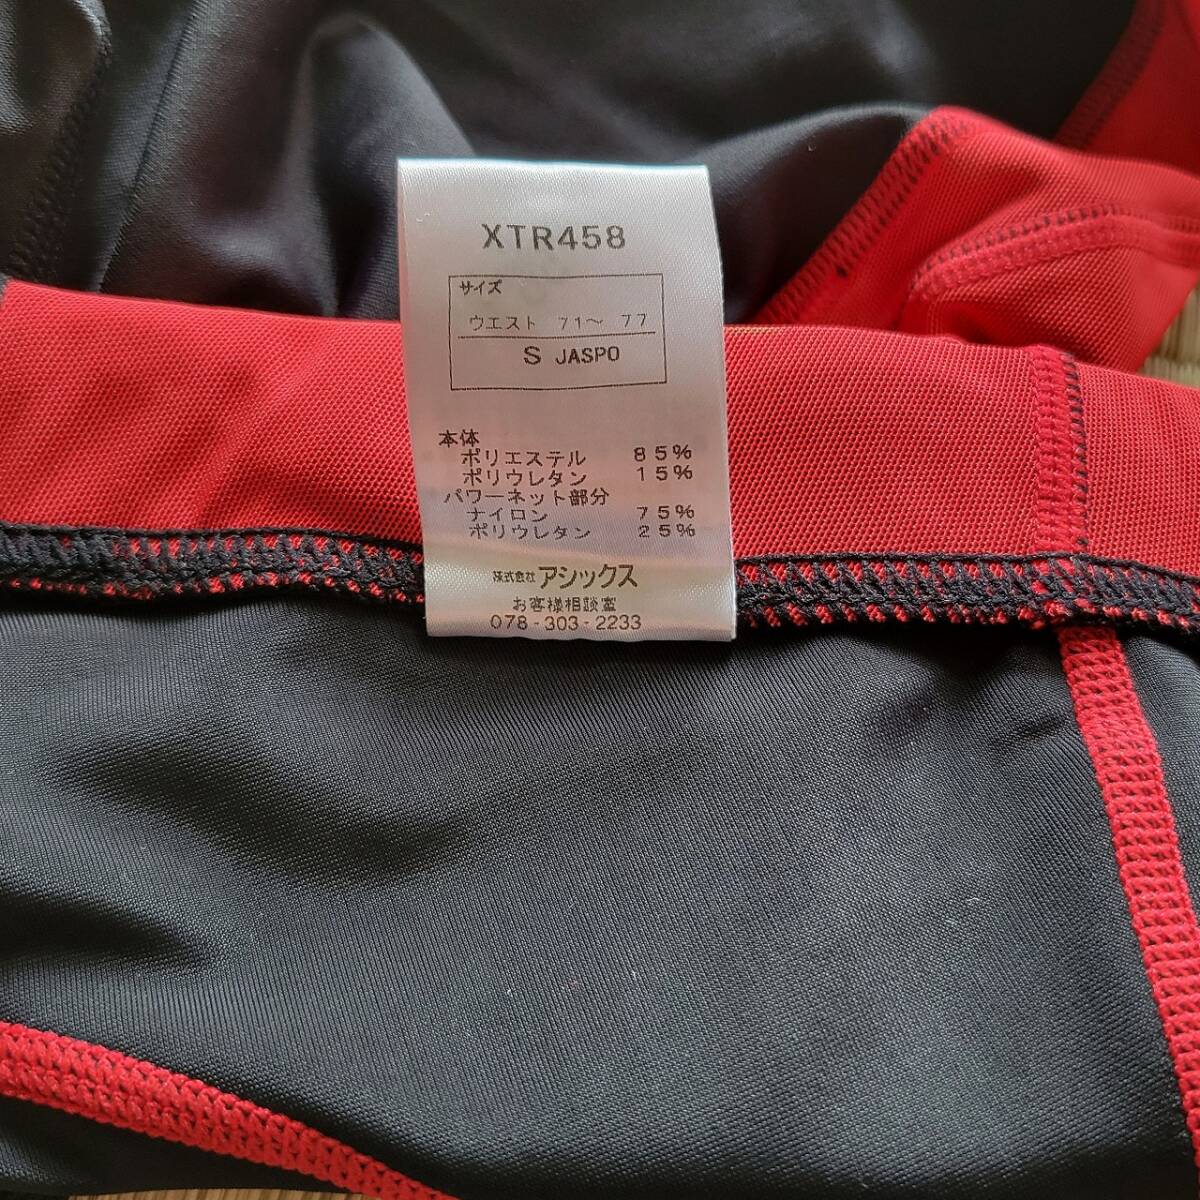 XTR458
サイズ
ウエスト 71～ 77
S JASPO
本体
ポリエステル 85%
ポリウレタン 15%
パワーネット部分
ナイロン 75%
ポリウレタン 25%
株式会社 アシックス
お客様相談室
078-303-2233